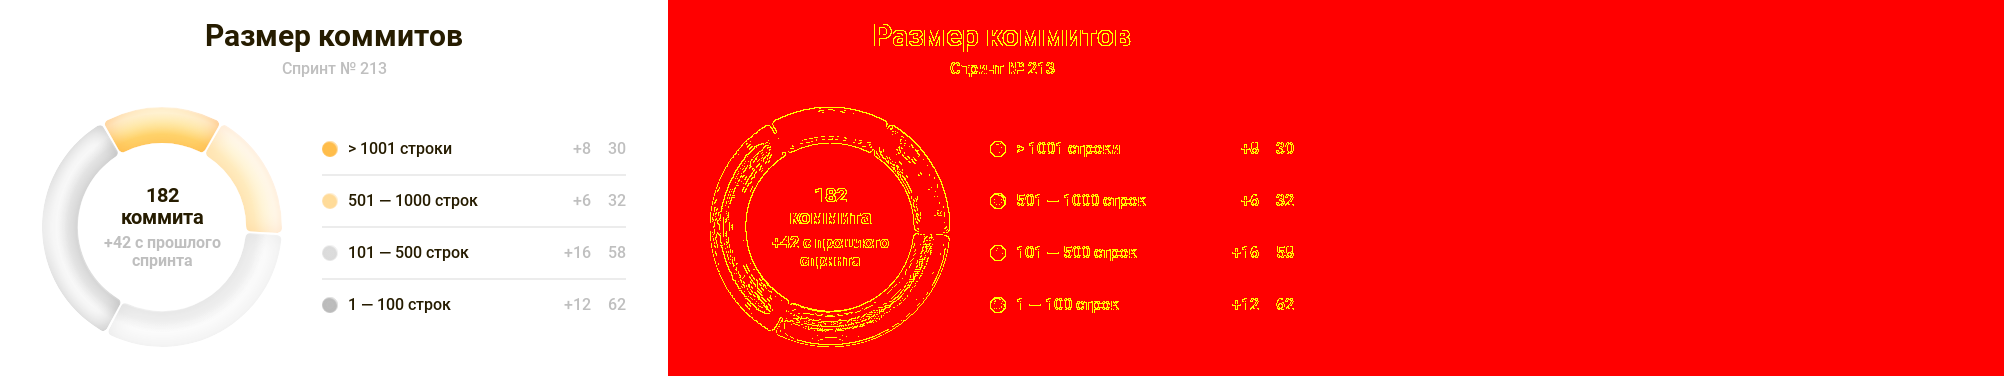 Размер коммитов
Спринт № 213
182
коммита
+42 с прошлого
спринта
> 1001 строки +8 30
501 — 1000 строк +6 32
101 — 500 строк +16 58
1 — 100 строк +12 62
Размер коммитов
Спринт № 213
182
коммита
+42 с прошлого
спринта
> 1001 строки +8 30
501 — 1000 строк +6 32
101 — 500 строк +16 58
1 — 100 строк +12 62